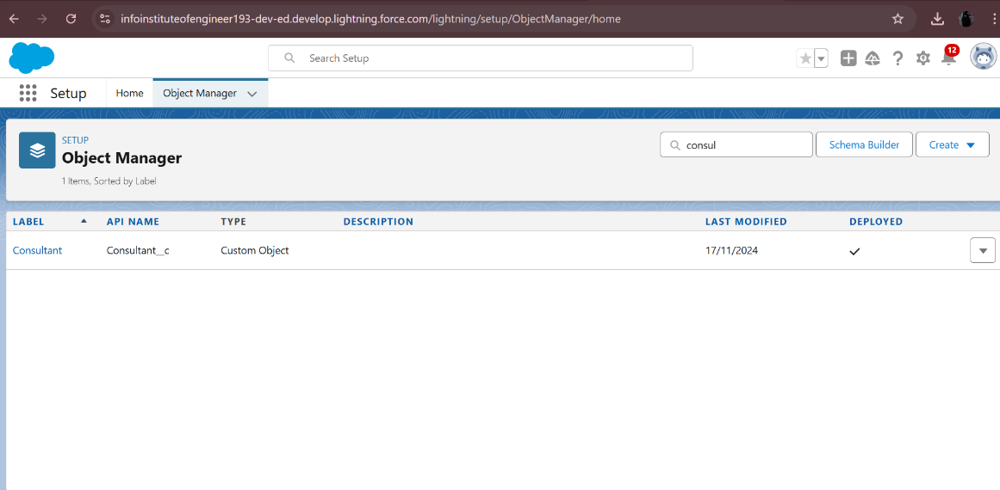 infoinstituteofengineer193-dev-ed.develop.lightning.force.com/lightning/setup/ObjectManager/home
Search Setup
12
Setup Home Object Manager
SETUP
Object Manager
1 Items, Sorted by Label
consul
Schema Builder
Create
LABEL API NAME TYPE DESCRIPTION LAST MODIFIED DEPLOYED
Consultant Consultant__c Custom Object 17/11/2024